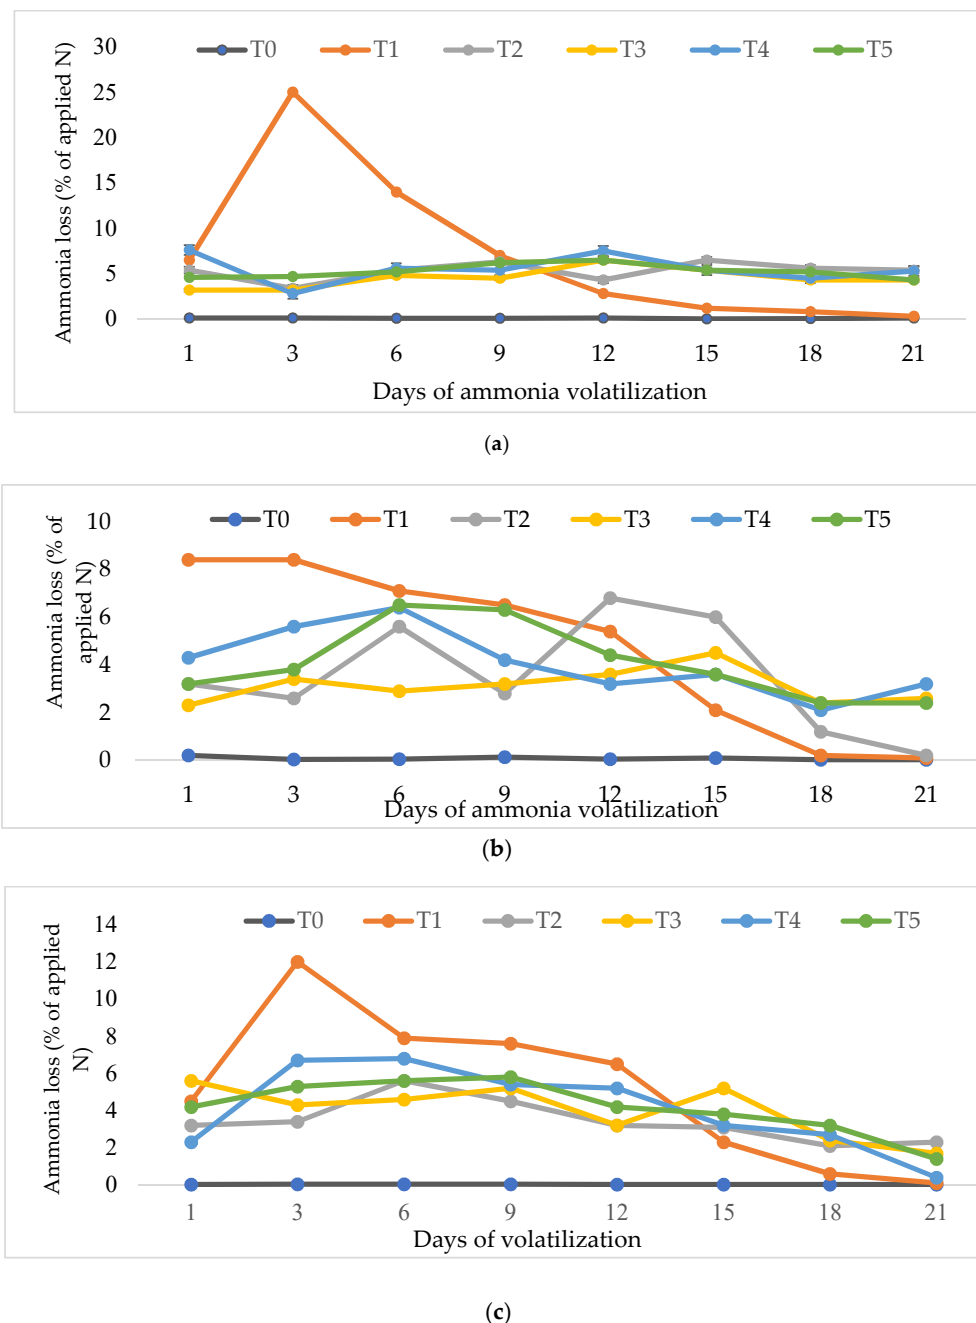 T0 T1 T2 T3 T4 T5
Ammonia loss (% of applied N)
30
25
20
15
10
5
0
1 3 6 9 12 15 18 21
Days of ammonia volatilization
(a)
T0 T1 T2 T3 T4 T5
Ammonia loss (% of
applied N)
10
8
6
4
2
0
1 3 6 9 12 15 18 21
Days of ammonia volatilization
(b)
T0 T1 T2 T3 T4 T5
Ammonia loss (% of applied
N)
14
12
10
8
6
4
2
0
1 3 6 9 12 15 18 21
Days of volatilization
(c)